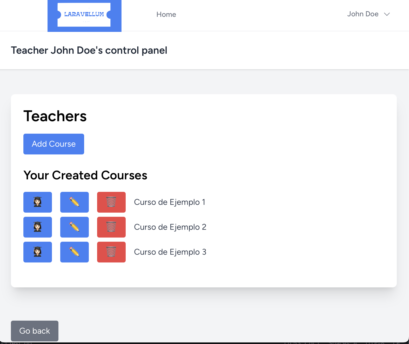 LARAVELLUM
Home
John Doe
Teacher John Doe's control panel
Teachers
Add Course
Your Created Courses
Curso de Ejemplo 1
Curso de Ejemplo 2
Curso de Ejemplo 3
Go back